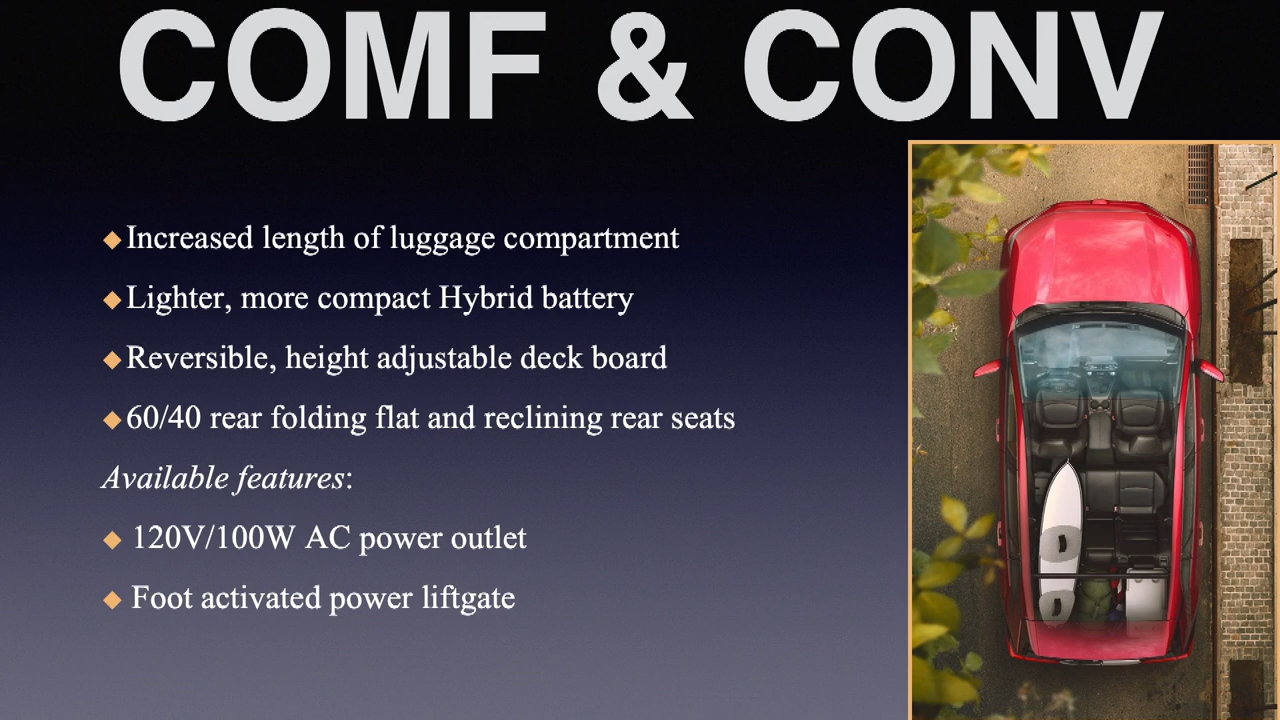 COMF & CONV
◆Increased length of luggage compartment
◆Lighter, more compact Hybrid battery
◆Reversible, height adjustable deck board
◆60/40 rear folding flat and reclining rear seats
Available features:
◆ 120V/100W AC power outlet
◆ Foot activated power liftgate